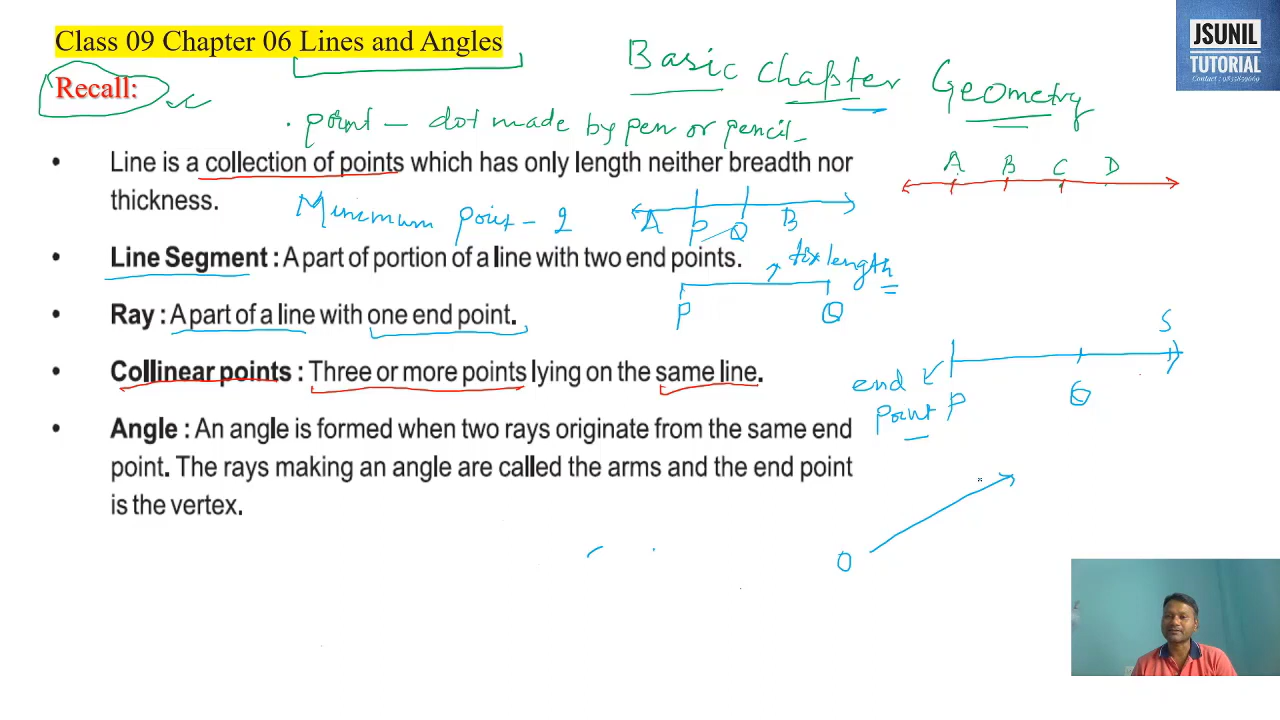 Class 09 Chapter 06 Lines and Angles
JSUNIL
TUTORIAL
Contact : 09835859669
Basic Chapter Geometry
Recall:
. point - dot made by pen or pencil
• Line is a collection of points which has only length neither breadth nor
thickness.
A B C D
Minimum point - 2
A P Q B
• Line Segment : A part of portion of a line with two end points.
fix length
P Q
• Ray : A part of a line with one end point.
S
• Collinear points : Three or more points lying on the same line.
end
point P Q
• Angle : An angle is formed when two rays originate from the same end
point. The rays making an angle are called the arms and the end point
is the vertex.
O